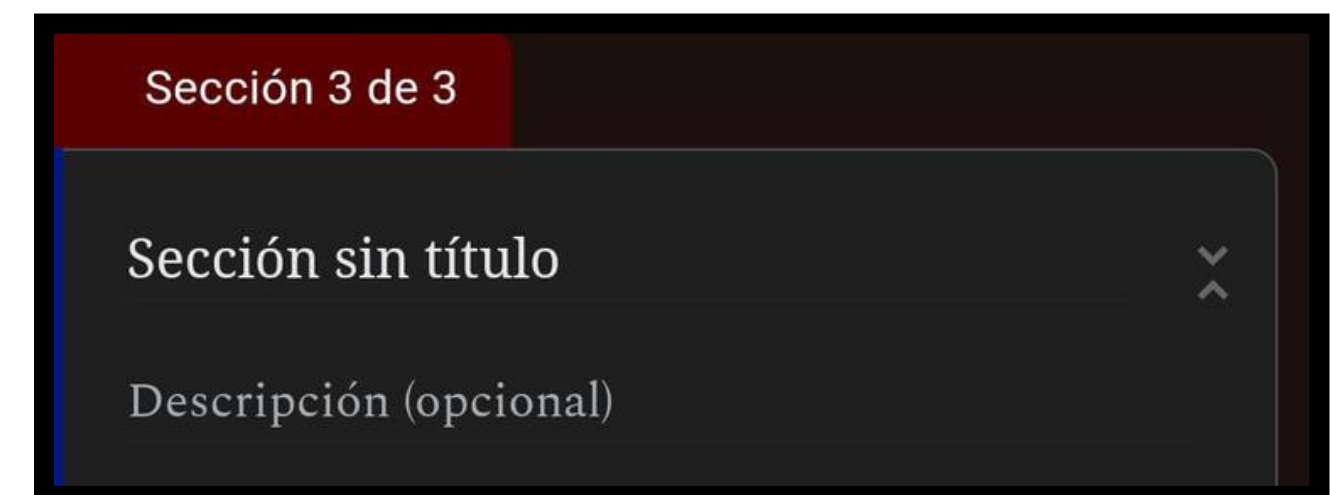 Sección 3 de 3
Sección sin título
Descripción (opcional)